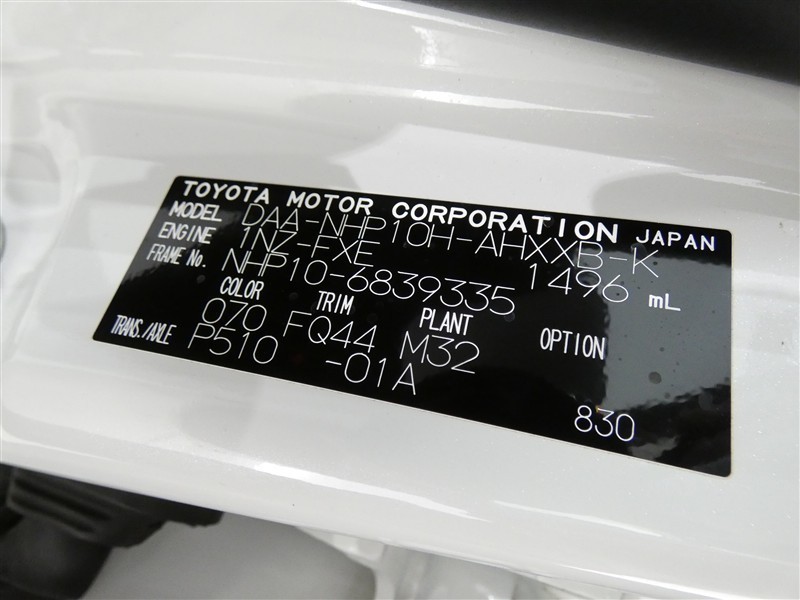 TOYOTA MOTOR CORPORATION JAPAN
MODEL DAA-NHP10H-AHXXB-K
ENGINE 1NZ-FXE 1496 mL
FRAME No. NHP10-6839335
COLOR TRIM PLANT OPTION
070 FQ44 M32
TRANS./AXLE P510 -01A
830